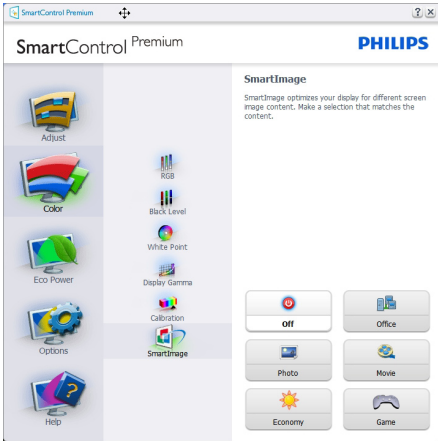 SmartControl Premium
SmartControl Premium
PHILIPS
Adjust
Color
Eco Power
Options
Help
RGB
Black Level
White Point
Display Gamma
Calibration
SmartImage
SmartImage
SmartImage optimizes your display for different screen
image content. Make a selection that matches the
content.
Off
Office
Photo
Movie
Economy
Game